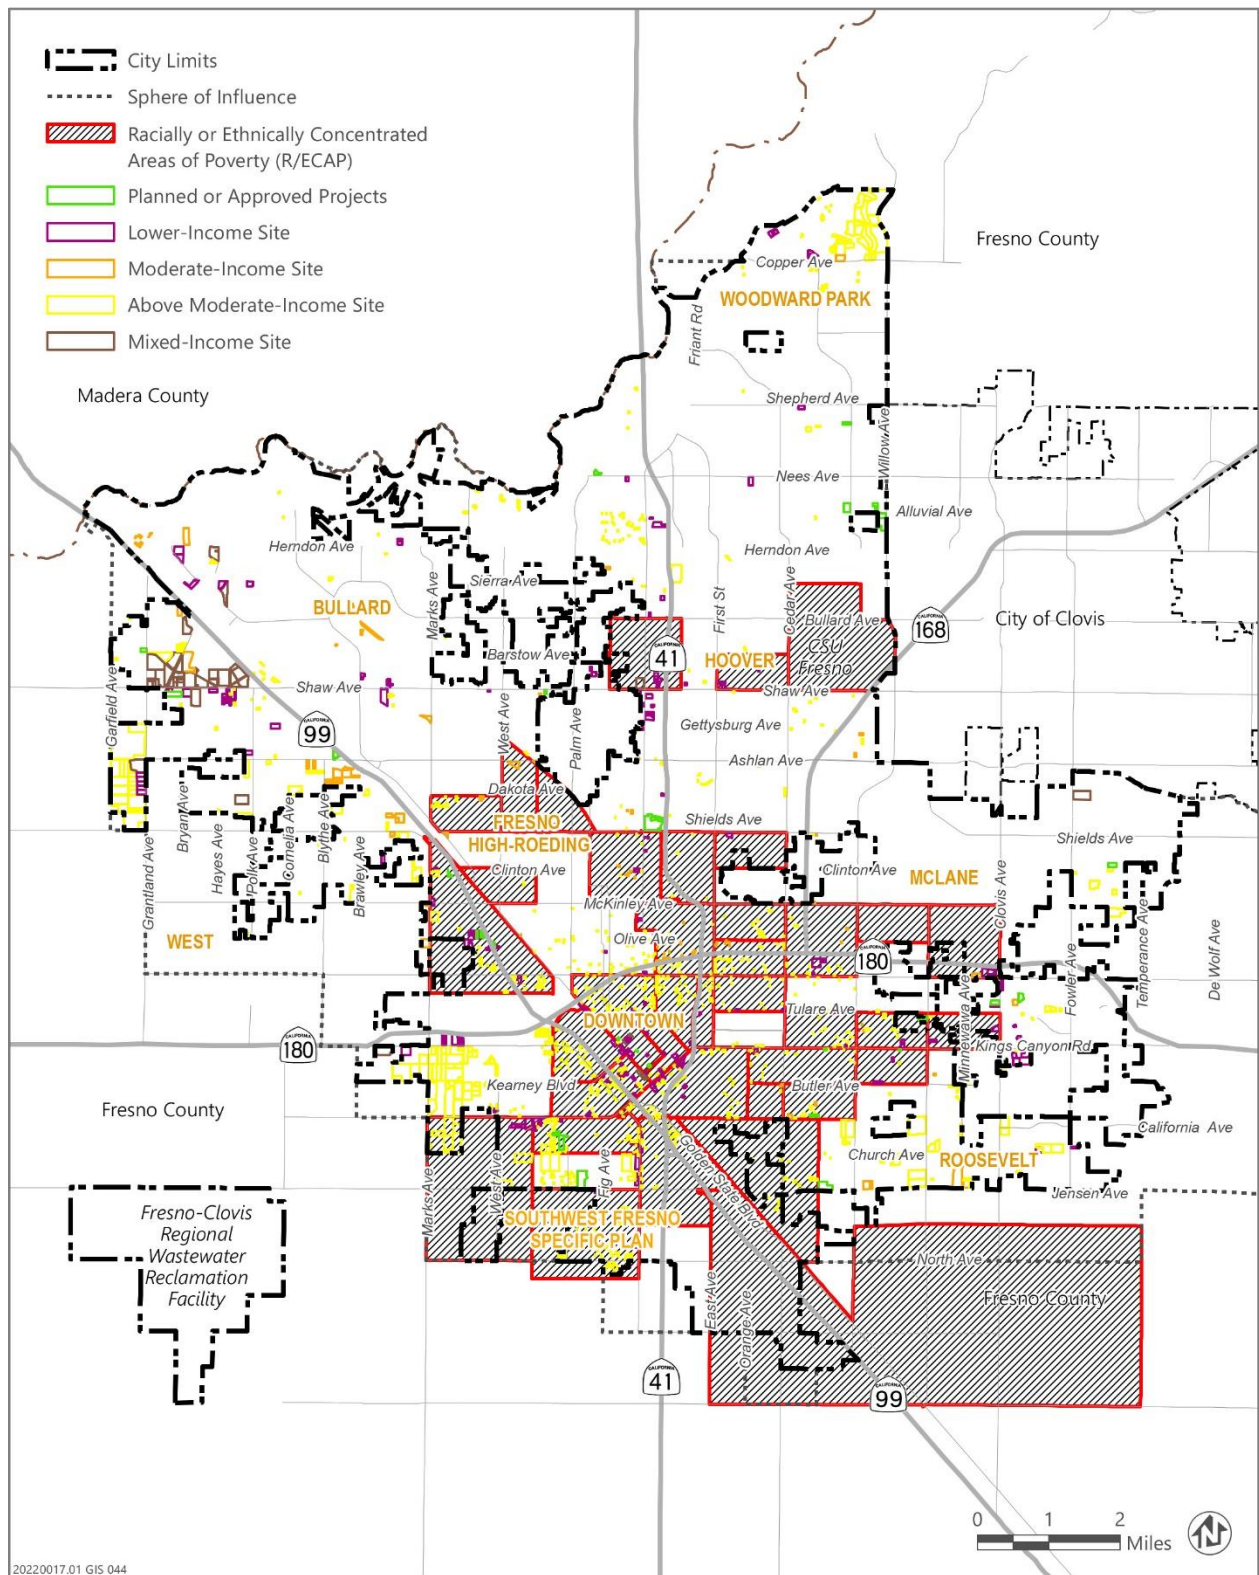 City Limits
Sphere of Influence
Racially or Ethnically Concentrated
Areas of Poverty (R/ECAP)
Planned or Approved Projects
Lower-Income Site
Moderate-Income Site
Above Moderate-Income Site
Mixed-Income Site
Madera County
Fresno County
Copper Ave
WOODWARD PARK
Friant Rd
Shepherd Ave
Willow Ave
Nees Ave
Alluvial Ave
Herndon Ave
Herndon Ave
Sierra Ave
Marks Ave
BULLARD
First St
Cedar Ave
Bullard Ave
CSU
Fresno
CALIFORNIA
168
City of Clovis
CALIFORNIA
41
HOOVER
Barstow Ave
Shaw Ave
Shaw Ave
Garfield Ave
CALIFORNIA
99
West Ave
Palm Ave
Gettysburg Ave
Ashlan Ave
Dakota Ave
FRESNO
HIGH-ROEDING
Shields Ave
Shields Ave
Grantland Ave
Bryan Ave
Hayes Ave
Polk Ave
Cornelia Ave
Blythe Ave
Brawley Ave
Clinton Ave
Clinton Ave
MCLANE
Clovis Ave
McKinley Ave
WEST
Olive Ave
CALIFORNIA
180
Minnewawa Ave
Fowler Ave
Temperance Ave
De Wolf Ave
DOWNTOWN
Tulare Ave
CALIFORNIA
180
Kings Canyon Rd
Kearney Blvd
Butler Ave
Fresno County
California Ave
Church Ave
ROOSEVELT
Golden State Blvd
Marks Ave
West Ave
Fig Ave
Jensen Ave
SOUTHWEST FRESNO
SPECIFIC PLAN
Fresno-Clovis
Regional
Wastewater
Reclamation
Facility
North Ave
East Ave
Orange Ave
Fresno County
CALIFORNIA
41
CALIFORNIA
99
0 1 2
Miles
20220017.01 GIS 044